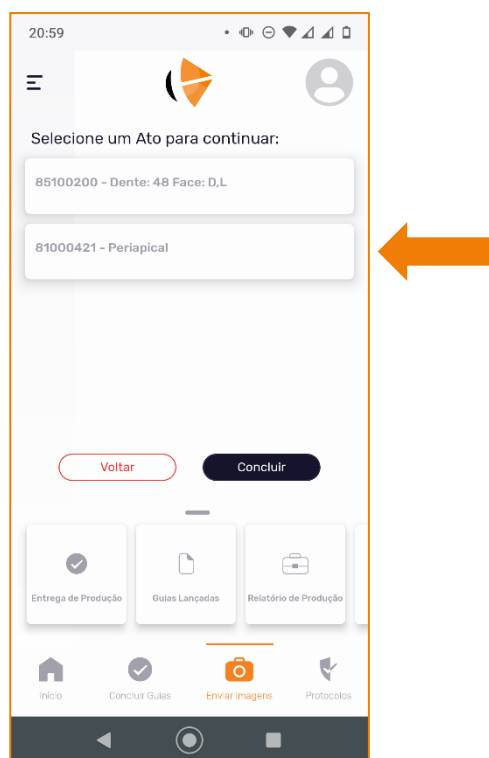 20:59
Selecione um Ato para continuar:
85100200 - Dente: 48 Face: D,L
81000421 - Periapical
Voltar
Concluir
Entrega de Produção
Guias Lançadas
Relatório de Produção
Início
Concluir Guias
Enviar Imagens
Protocolos